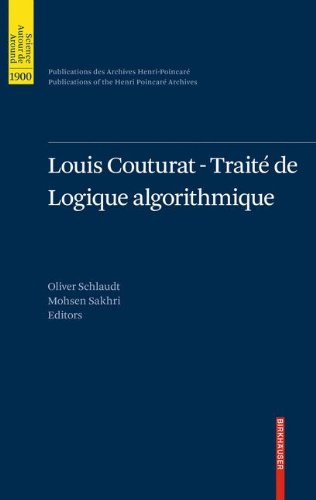 Science
Autour de
Around
1900
Publications des Archives Henri-Poincaré
Publications of the Henri Poincaré Archives
Louis Couturat - Traité de
Logique algorithmique
Oliver Schlaudt
Mohsen Sakhri
Editors
BIRKHÄUSER